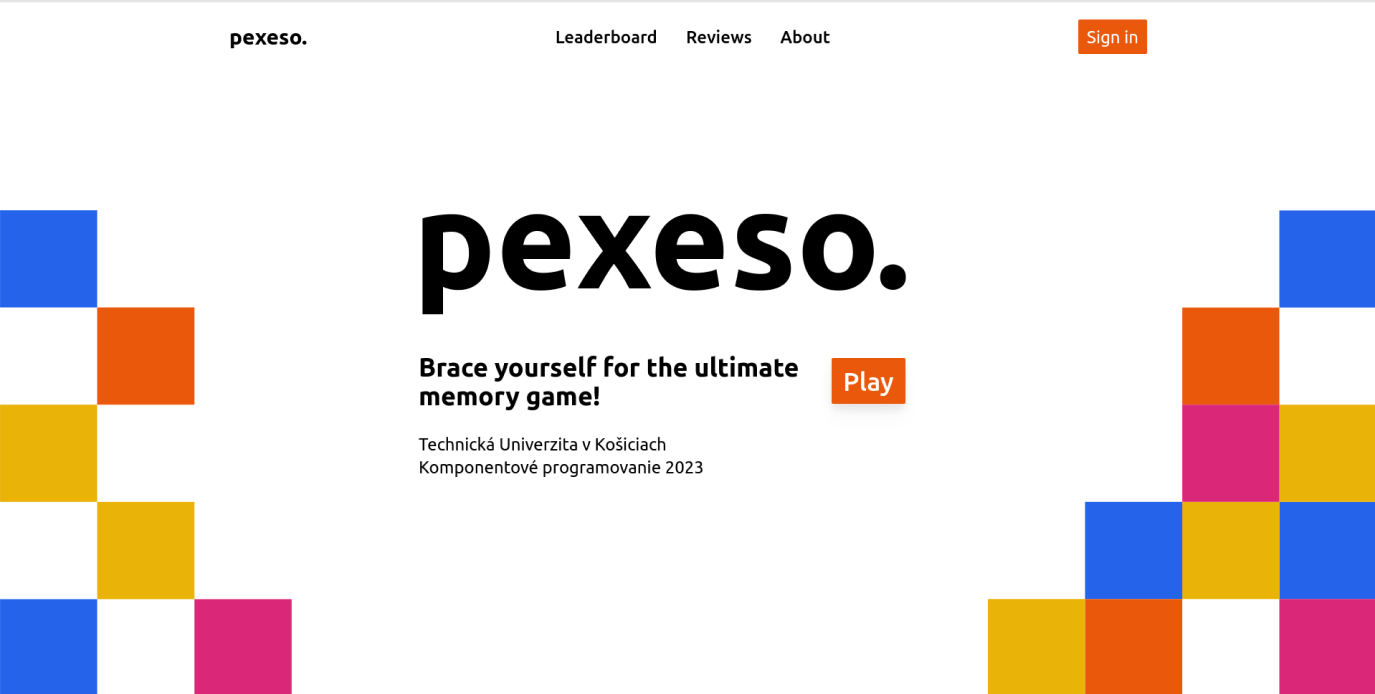 pexeso.
Leaderboard Reviews About
Sign in
pexeso.
Brace yourself for the ultimate
memory game!
Play
Technická Univerzita v Košiciach
Komponentové programovanie 2023